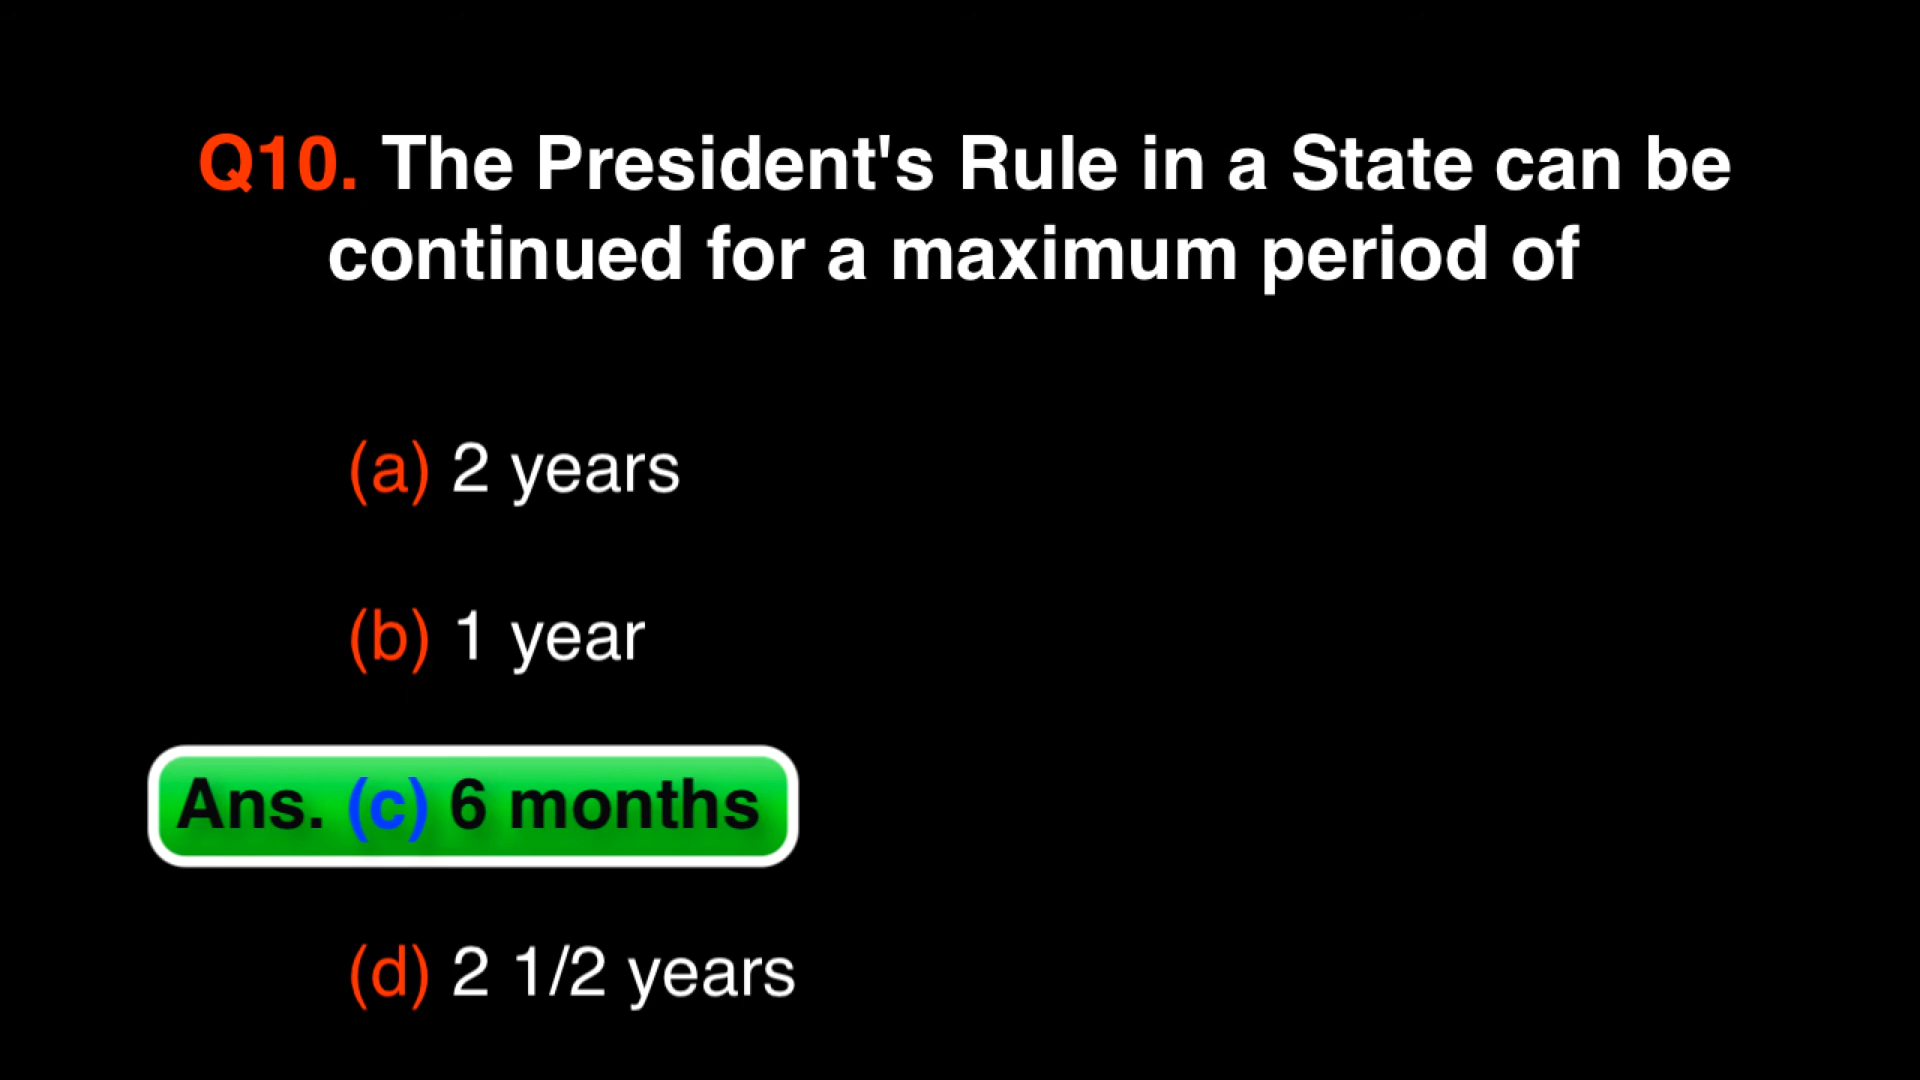 Q10. The President's Rule in a State can be
continued for a maximum period of
(a) 2 years
(b) 1 year
Ans. (c) 6 months
(d) 2 1/2 years